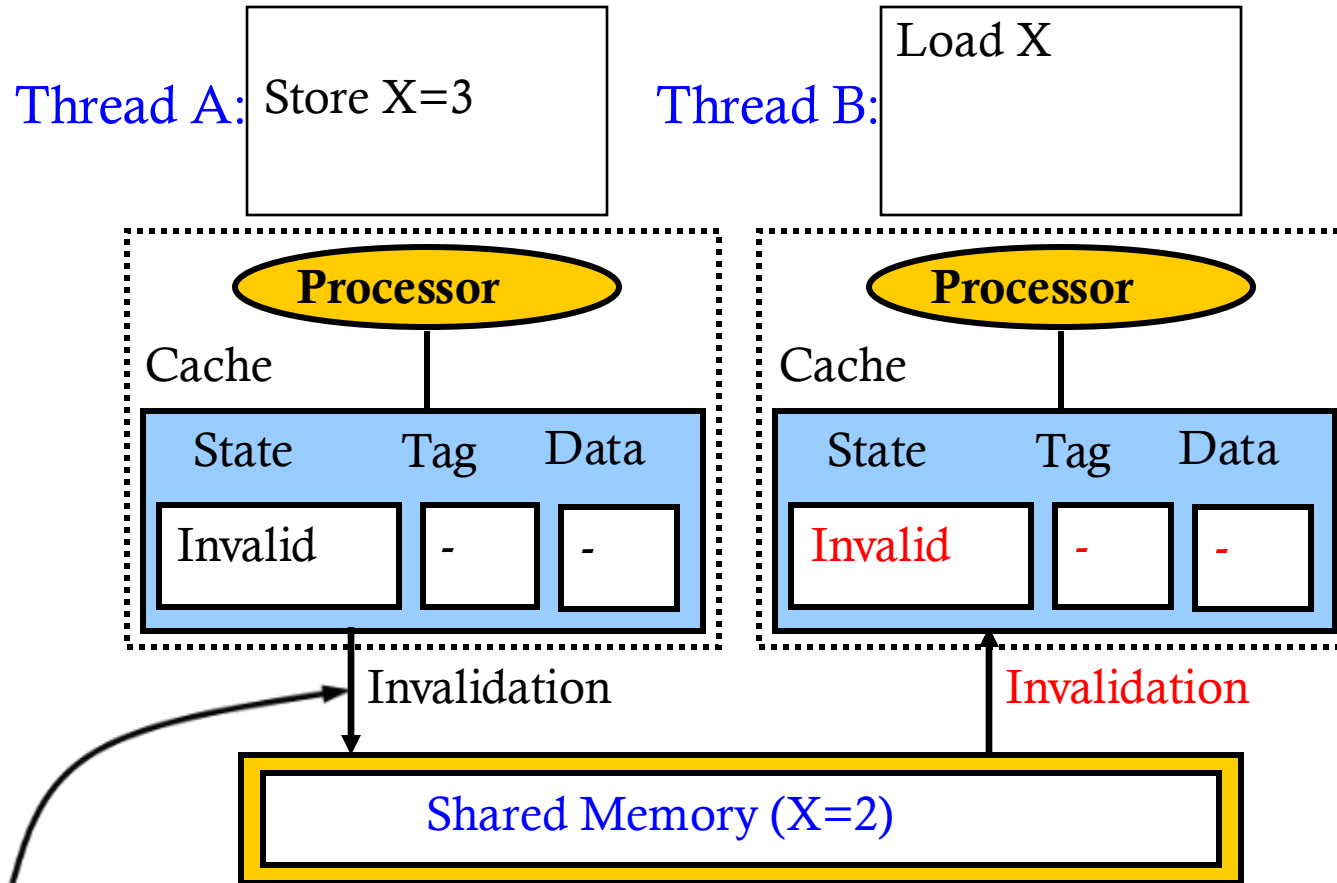 Thread A:
Store X=3
Thread B:
Load X
Processor
Cache
State Tag Data
Invalid - -
Processor
Cache
State Tag Data
Invalid - -
Invalidation
Invalidation
Shared Memory (X=2)